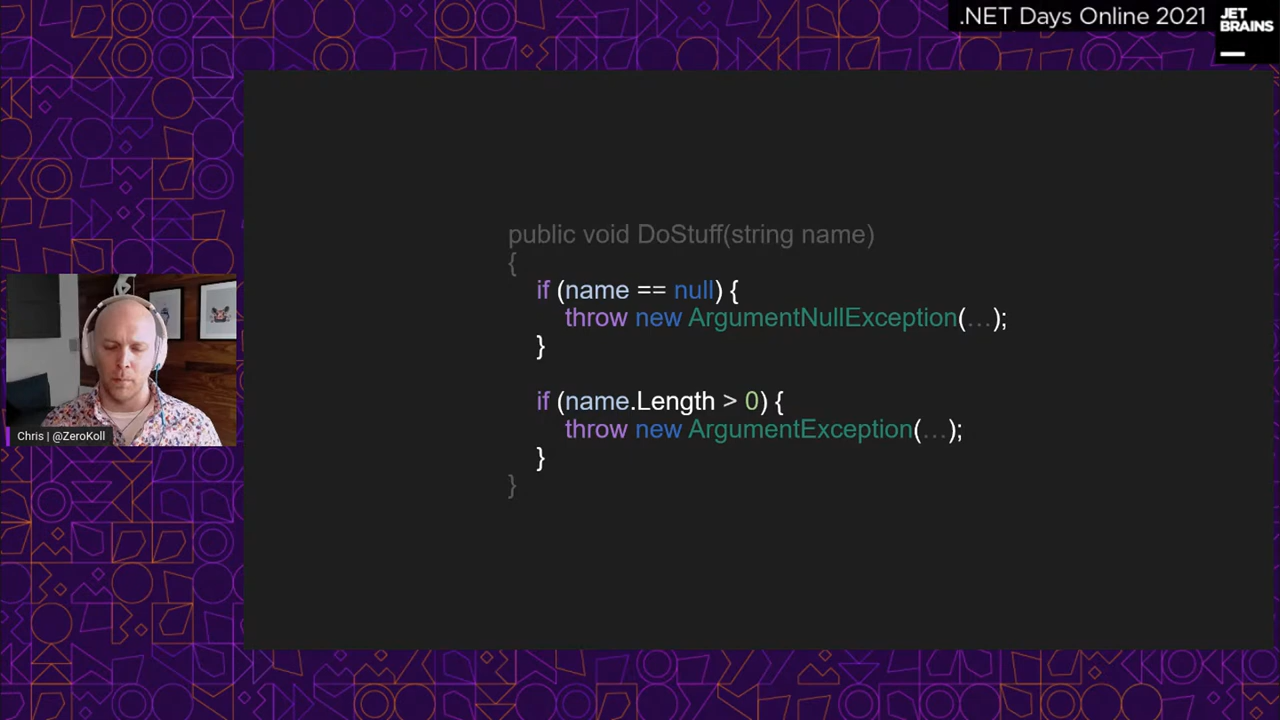 .NET Days Online 2021
JET
BRAINS
public void DoStuff(string name)
{
if (name == null) {
throw new ArgumentNullException(…);
}
if (name.Length > 0) {
throw new ArgumentException(…);
}
}
Chris | @ZeroKoll